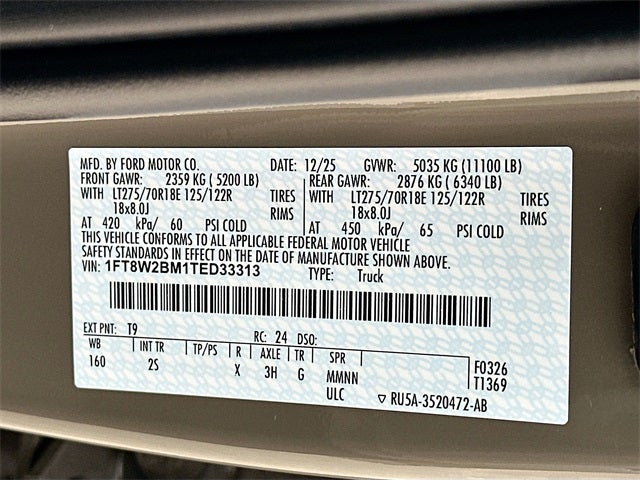 MFD. BY FORD MOTOR CO. DATE: 12/25 GVWR: 5035 KG (11100 LB)
FRONT GAWR: 2359 KG ( 5200 LB) REAR GAWR: 2876 KG ( 6340 LB)
WITH LT275/70R18E 125/122R TIRES WITH LT275/70R18E 125/122R TIRES
18x8.0J RIMS 18x8.0J RIMS
AT 420 kPa/ 60 PSI COLD AT 450 kPa/ 65 PSI COLD
THIS VEHICLE CONFORMS TO ALL APPLICABLE FEDERAL MOTOR VEHICLE
SAFETY STANDARDS IN EFFECT ON THE DATE OF MANUFACTURE SHOWN ABOVE.
VIN: 1FT8W2BM1TED33313 TYPE: Truck
EXT PNT: T9 RC: 24 DSO:
WB INT TR TP/PS R AXLE TR SPR F0326
160 2S X 3H G MMNN T1369
ULC ▽ RU5A-3520472-AB